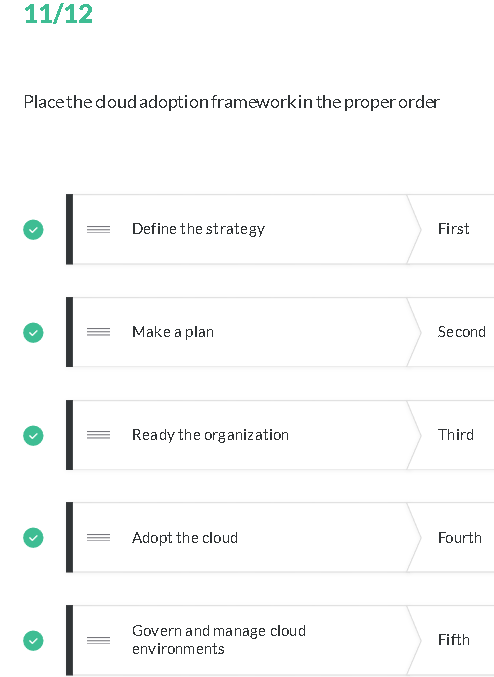 11/12
Place the cloud adoption framework in the proper order
Define the strategy
First
Make a plan
Second
Ready the organization
Third
Adopt the cloud
Fourth
Govern and manage cloud
environments
Fifth